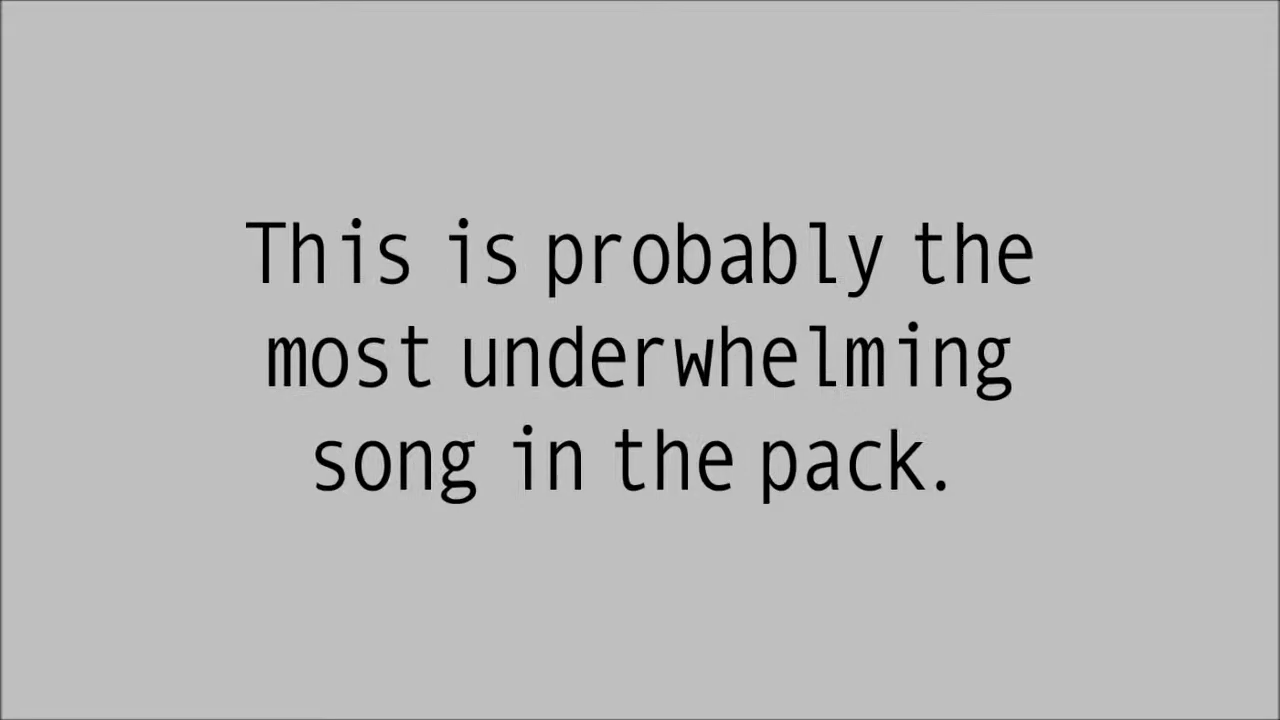 This is probably the
most underwhelming
song in the pack.